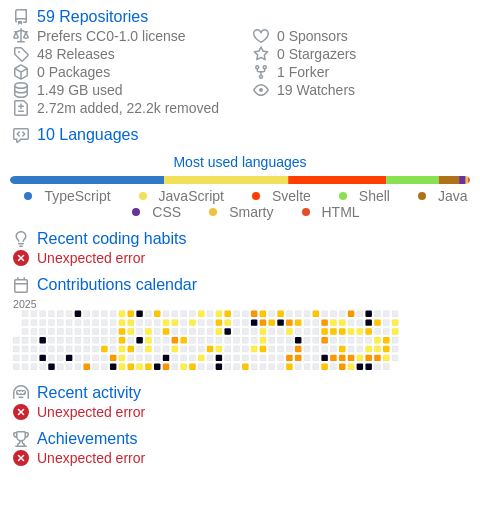 59 Repositories
Prefers CC0-1.0 license
0 Sponsors
48 Releases
0 Stargazers
0 Packages
1 Forker
1.49 GB used
19 Watchers
2.72m added, 22.2k removed
10 Languages
Most used languages
TypeScript JavaScript Svelte Shell Java
CSS Smarty HTML
Recent coding habits
Unexpected error
Contributions calendar
2025
Recent activity
Unexpected error
Achievements
Unexpected error